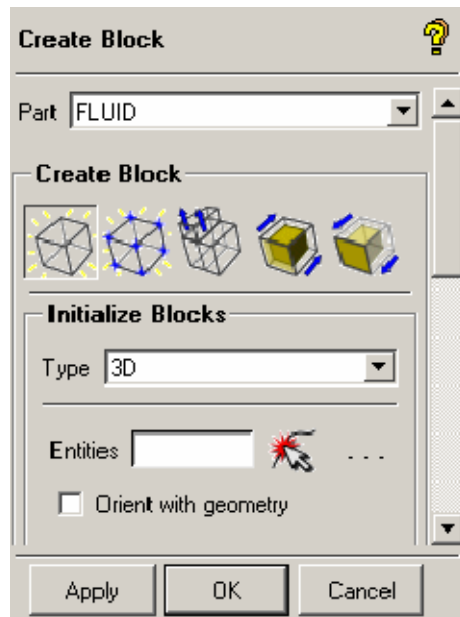 Create Block
Part FLUID
Create Block
Initialize Blocks
Type 3D
Entities ...
Orient with geometry
Apply OK Cancel